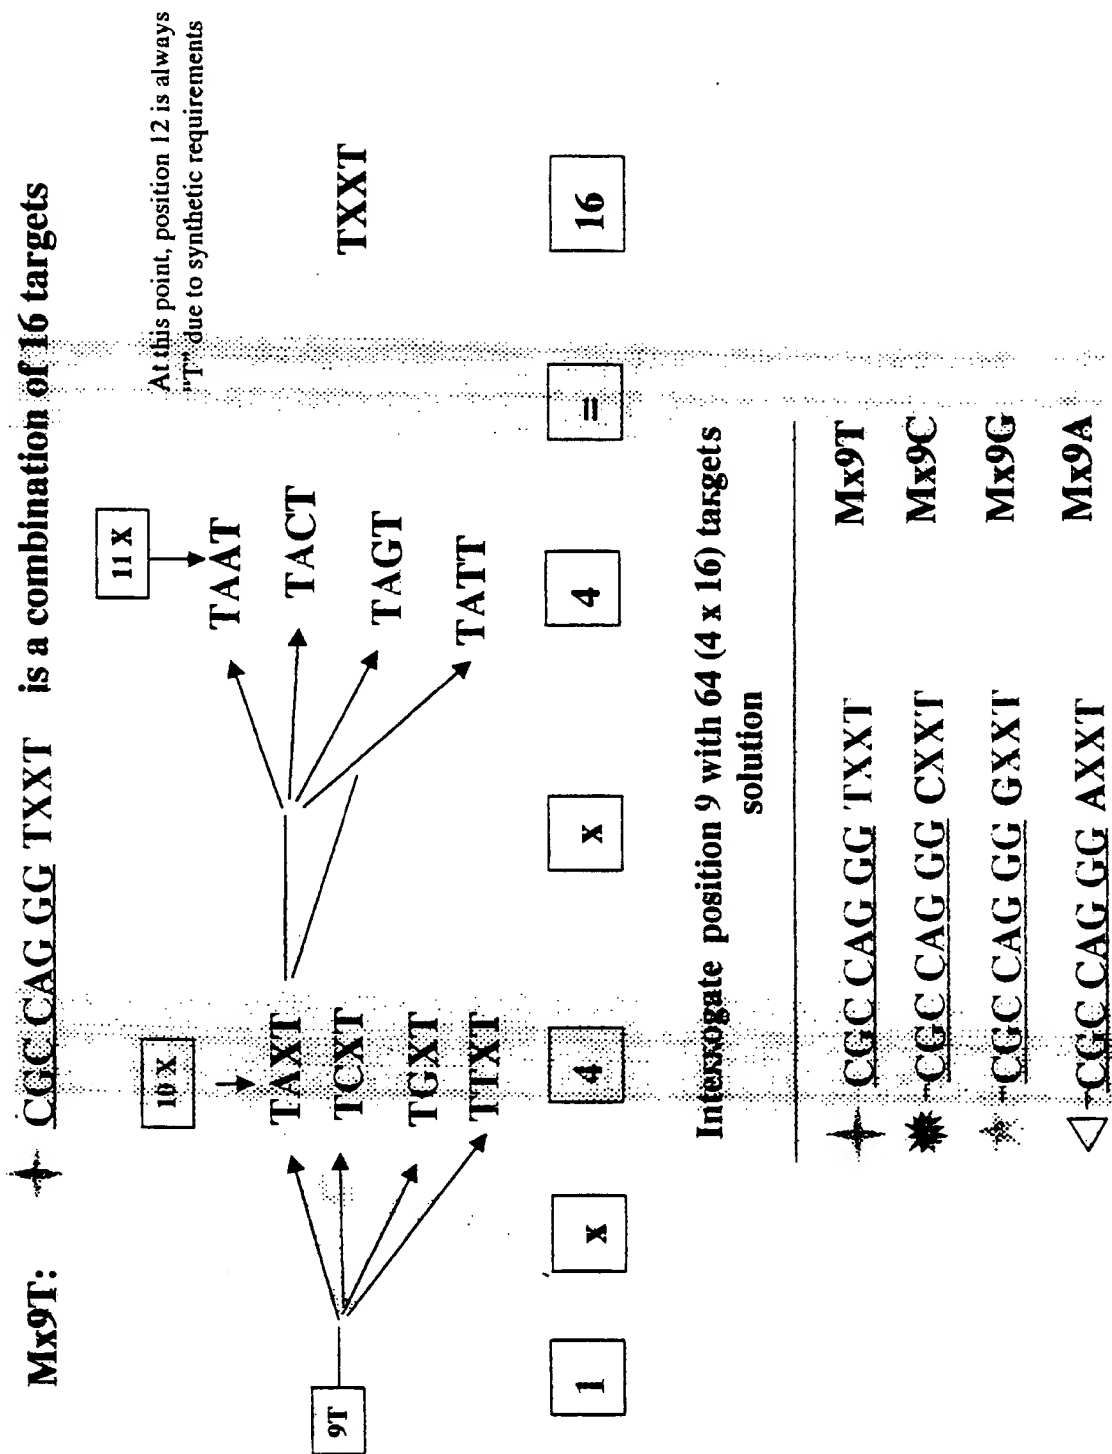 Mx9T: CGC CAG GG TXXT is a combination of 16 targets
At this point, position 12 is always
"T" due to synthetic requirements
10 X
11 X
9T
TAXT
TCXT
TGXT
TTXT
TAAT
TACT
TAGT
TATT
TXXT
1 x 4 x 4 = 16
Interrogate position 9 with 64 (4 x 16) targets
solution
CGC CAG GG TXXT Mx9T
CGC CAG GG CXXT Mx9C
CGC CAG GG GXXT Mx9G
CGC CAG GG AXXT Mx9A